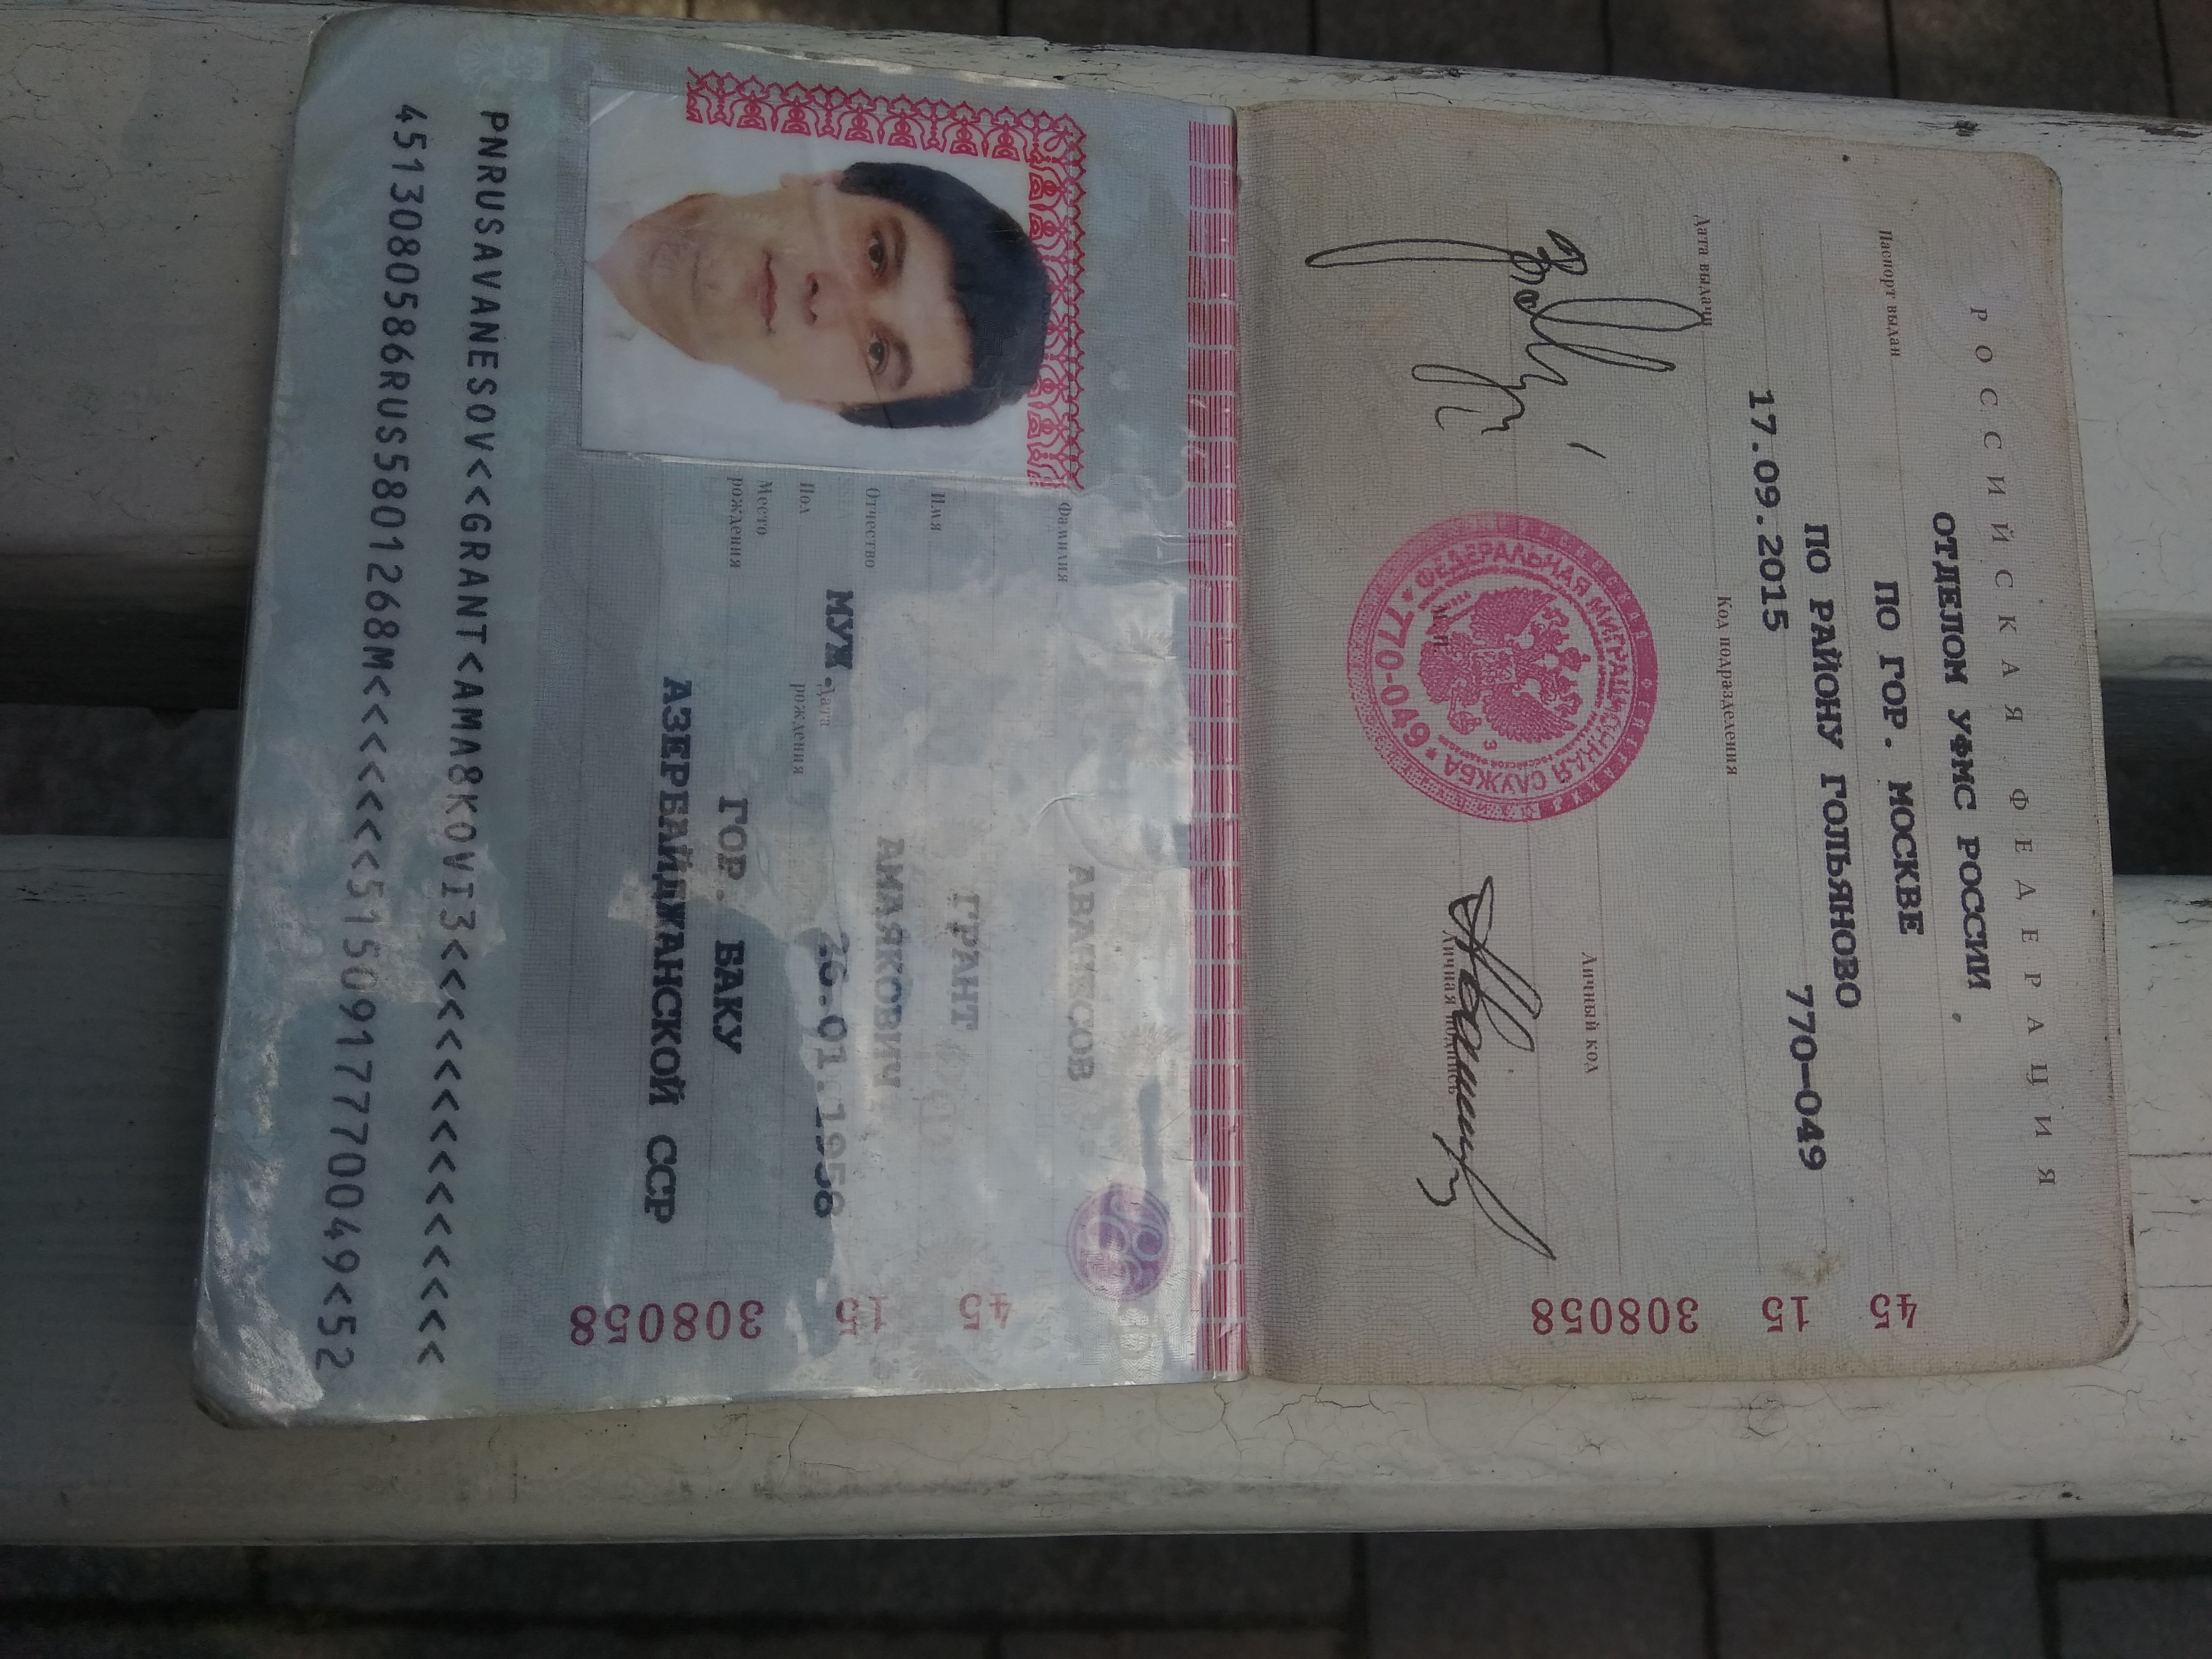 РОССИЙСКАЯ ФЕДЕРАЦИЯ
Паспорт выдан
ОТДЕЛОМ УФМС РОССИИ
ПО ГОР. МОСКВЕ
ПО РАЙОНУ ГОЛЬЯНОВО
Дата выдачи
17.09.2015
Код подразделения
770-049
Личный код
Личная подпись
М.П.
ФЕДЕРАЛЬНАЯ МИГРАЦИОННАЯ СЛУЖБА
770-049
45 15 308058
Фамилия
АВАНЕСОВ
Имя
ГРАНТ
Отчество
АМАЯКОВИЧ
Пол
МУЖ.
Дата рождения
26.01.1958
Место рождения
ГОР. БАКУ
АЗЕРБАЙДЖАНСКОЙ ССР
45 15 308058
PNRUSAVANESOV<<GRANT<AMA8KOVI3<<<<<<<<<<<<<<
4513080586RUS5801268M<<<<<<<5150917770049<52